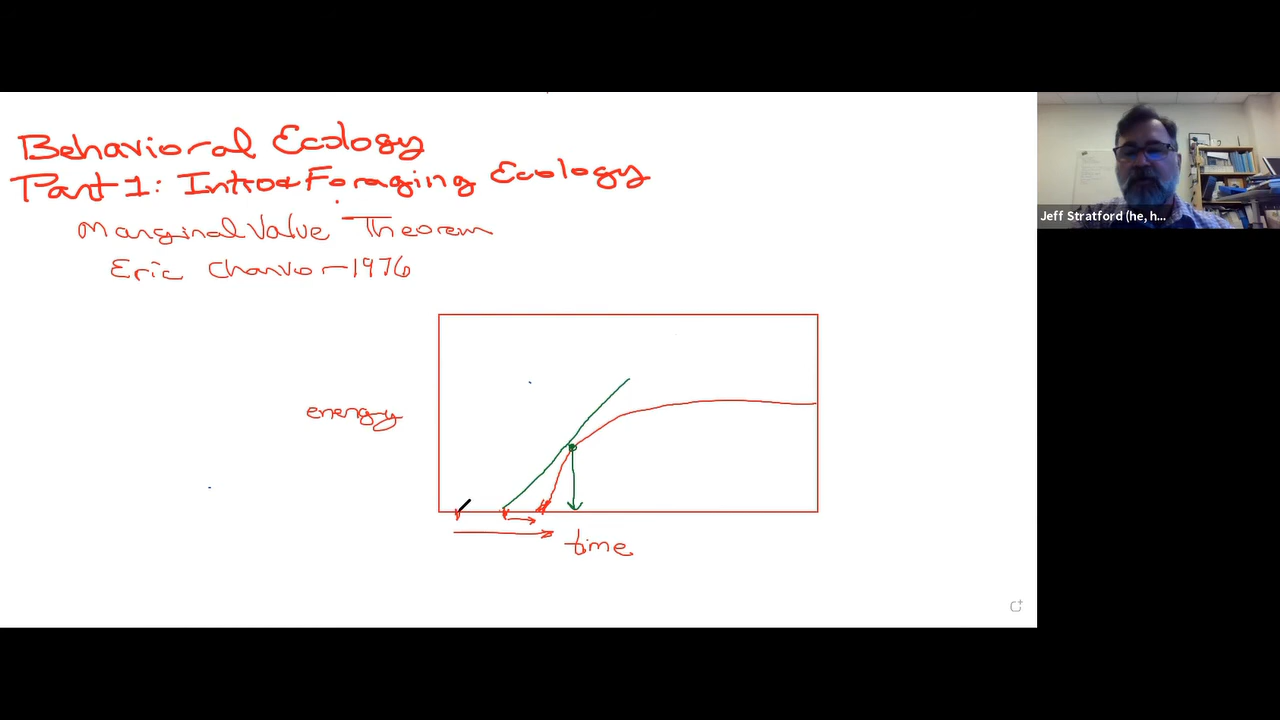 Behavioral Ecology
Part 1: Intro & Foraging Ecology
Marginal Value Theorem
Eric Charnov - 1976
energy
time
Jeff Stratford (he, h...